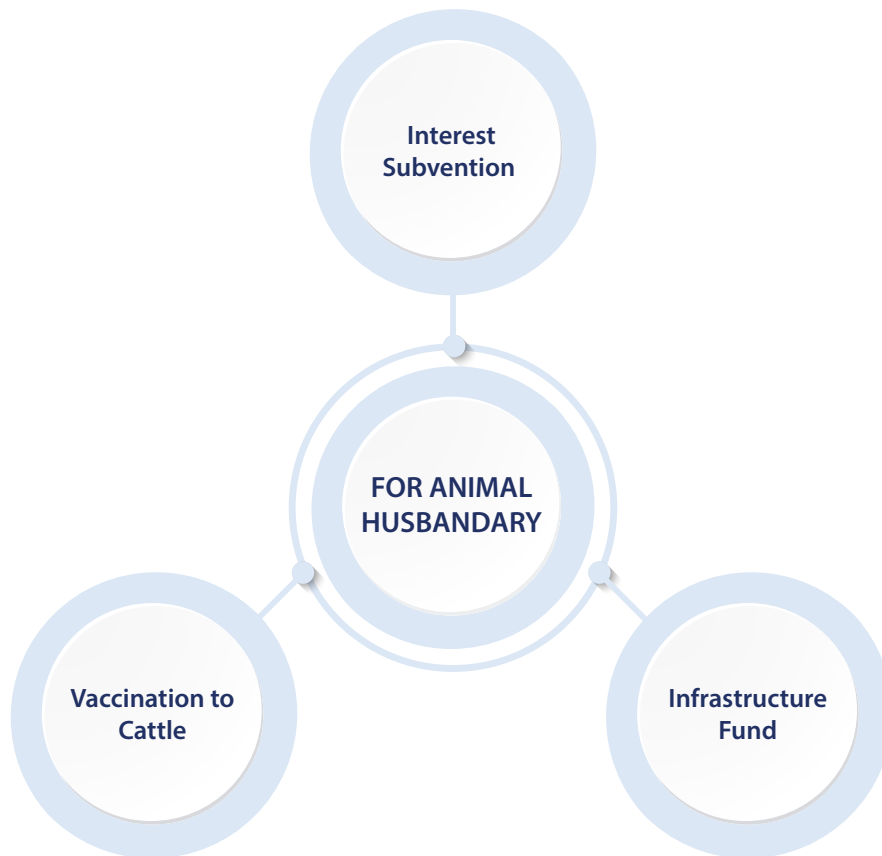 Interest
Subvention
FOR ANIMAL
HUSBANDARY
Vaccination to
Cattle
Infrastructure
Fund